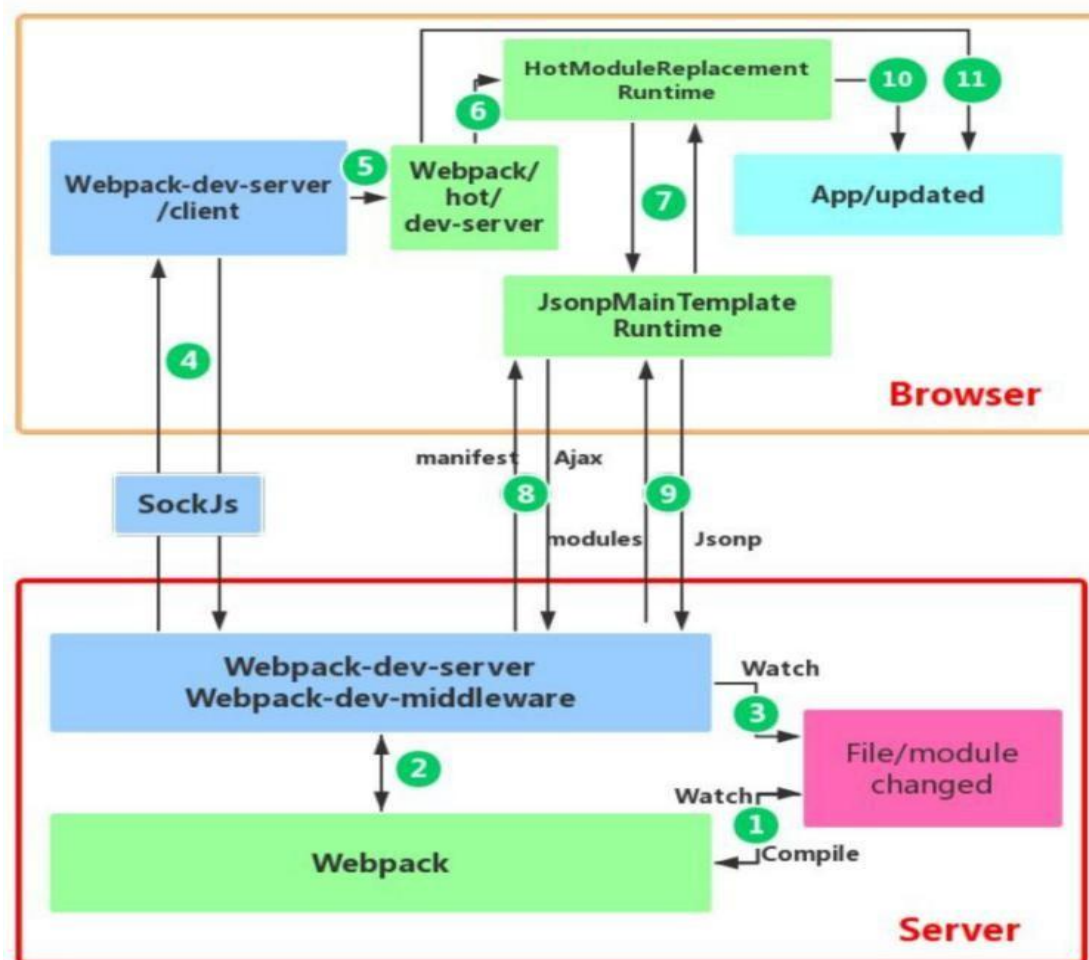 HotModuleReplacement
Runtime
10
11
6
5
Webpack-dev-server
/client
Webpack/
hot/
dev-server
7
App/updated
JsonpMainTemplate
Runtime
4
Browser
manifest
Ajax
8
9
SockJs
modules
Jsonp
Webpack-dev-server
Webpack-dev-middleware
Watch
3
File/module
changed
2
Watch
1
Compile
Webpack
Server